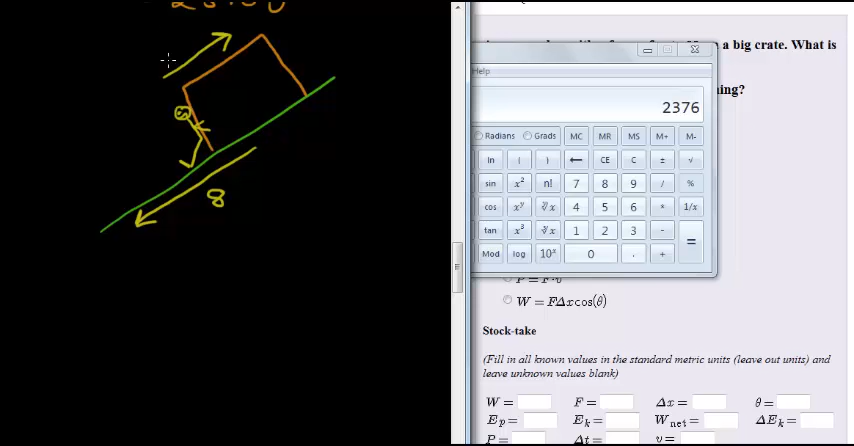 8
n a big crate. What is
ning?
Help
2376
Radians Grads MC MR MS M+ M-
ln ( ) ← CE C ± √
sin x² n! 7 8 9 / %
cos xʸ ʸ√x 4 5 6 * 1/x
tan x³ ³√x 1 2 3 - =
Mod log 10ˣ 0 . +
W = FΔx cos(θ)
Stock-take
(Fill in all known values in the standard metric units (leave out units) and
leave unknown values blank)
W = F = Δx = θ =
Eₚ = Eₖ = Wnet = ΔEₖ =
P = Δt = v =